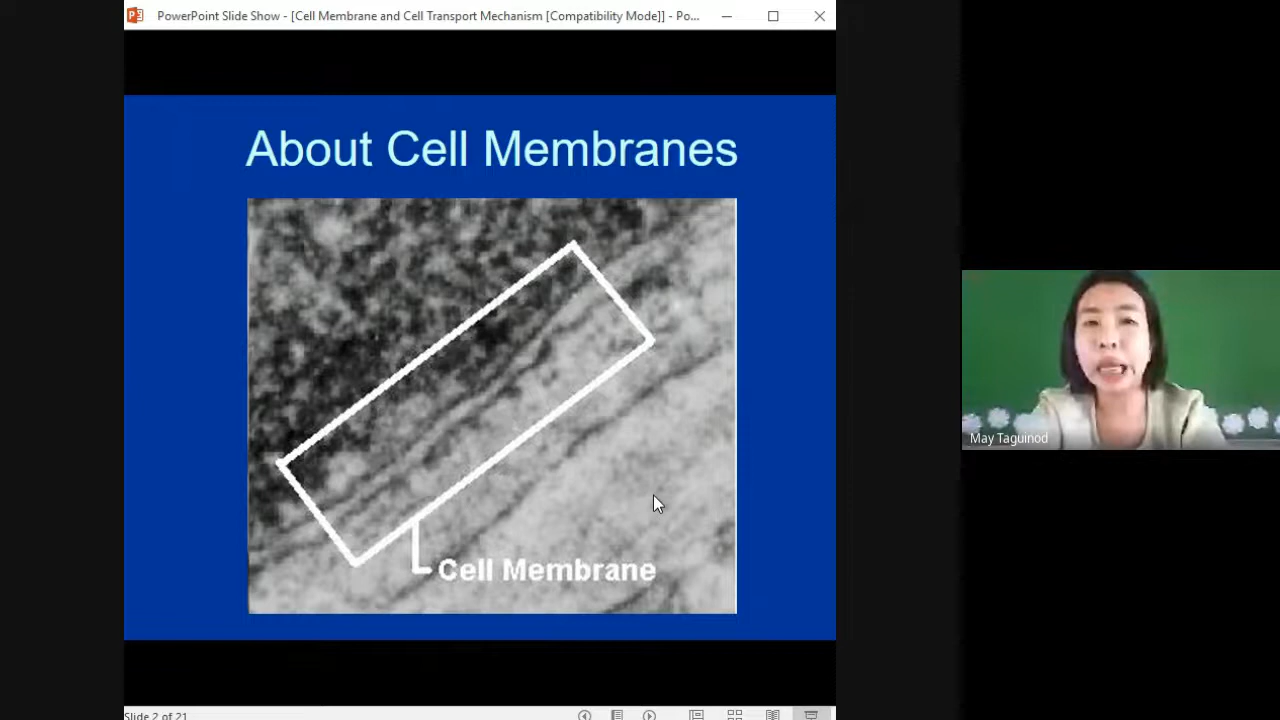 PowerPoint Slide Show - [Cell Membrane and Cell Transport Mechanism [Compatibility Mode]] - Po...
About Cell Membranes
Cell Membrane
May Taguinod
Slide 2 of 21